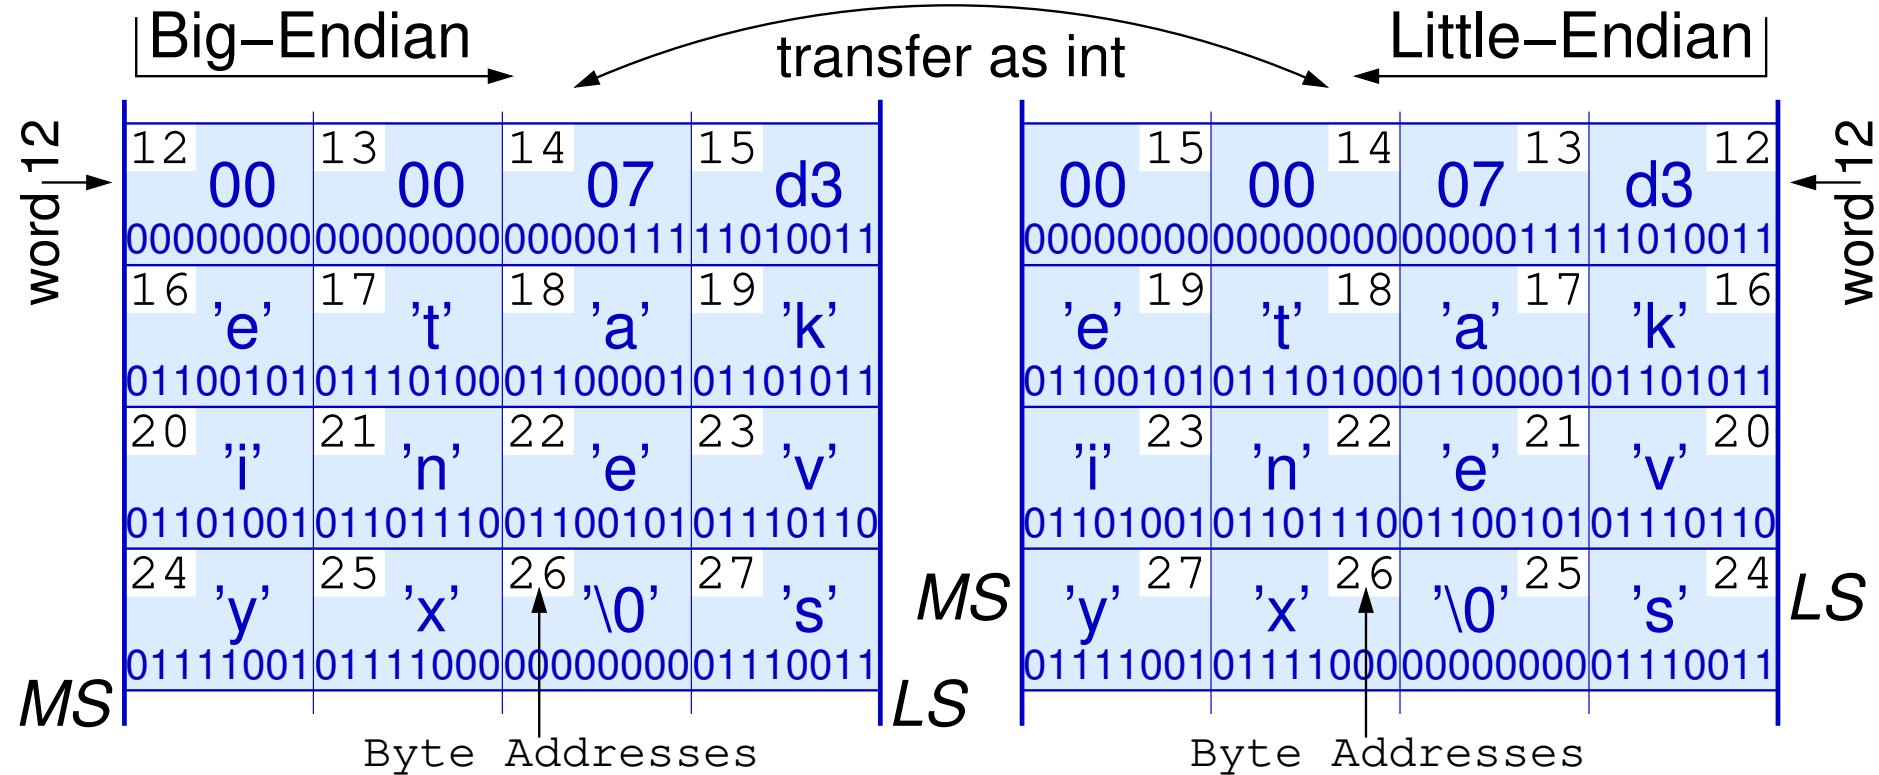 Big–Endian transfer as int Little–Endian
word 12
12 00 13 00 14 07 15 d3
00000000 00000000 00000111 11010011
16 'e' 17 't' 18 'a' 19 'k'
01100101 01110100 01100001 01101011
20 'i' 21 'n' 22 'e' 23 'v'
01101001 01101110 01100101 01110110
24 'y' 25 'x' 26 '\0' 27 's'
01111001 01111000 00000000 01110011
MS LS
Byte Addresses
word 12
00 15 00 14 07 13 d3 12
00000000 00000000 00000111 11010011
'e' 19 't' 18 'a' 17 'k' 16
01100101 01110100 01100001 01101011
'i' 23 'n' 22 'e' 21 'v' 20
01101001 01101110 01100101 01110110
MS 'y' 27 'x' 26 '\0' 25 's' 24 LS
01111001 01111000 00000000 01110011
Byte Addresses